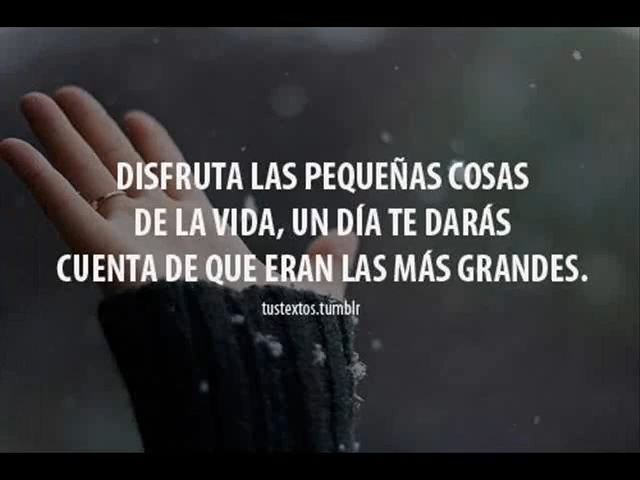 DISFRUTA LAS PEQUEÑAS COSAS
DE LA VIDA, UN DÍA TE DARÁS
CUENTA DE QUE ERAN LAS MÁS GRANDES.
tustextos.tumblr